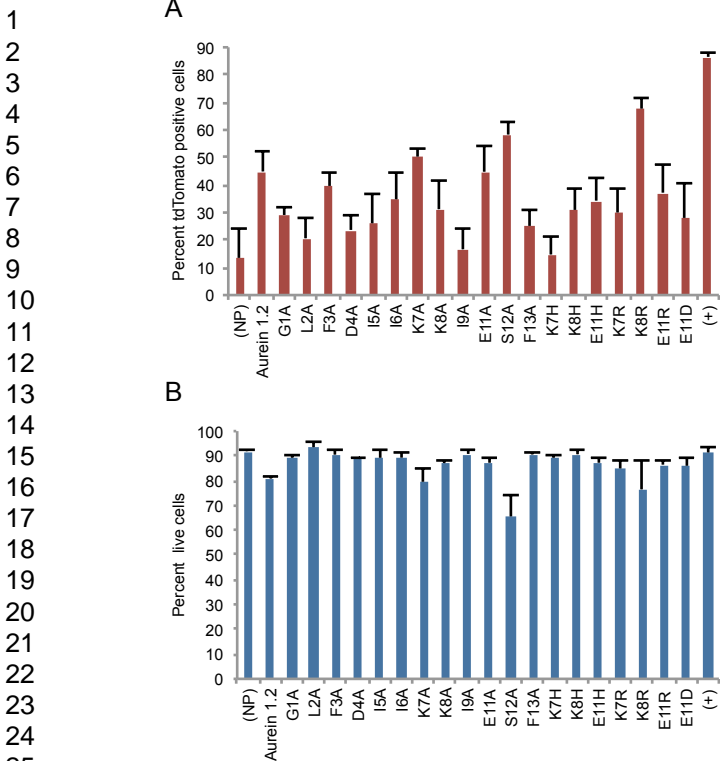 1
2
3
4
5
6
7
8
9
10
11
12
13
14
15
16
17
18
19
20
21
22
23
24
A
Percent tdTomato positive cells
90
80
70
60
50
40
30
20
10
0
(NP)
Aurein 1.2
G1A
L2A
F3A
D4A
I5A
I6A
K7A
K8A
I9A
E11A
S12A
F13A
K7H
K8H
E11H
K7R
K8R
E11R
E11D
(+)
B
Percent live cells
100
90
80
70
60
50
40
30
20
10
0
(NP)
Aurein 1.2
G1A
L2A
F3A
D4A
I5A
I6A
K7A
K8A
I9A
E11A
S12A
F13A
K7H
K8H
E11H
K7R
K8R
E11R
E11D
(+)